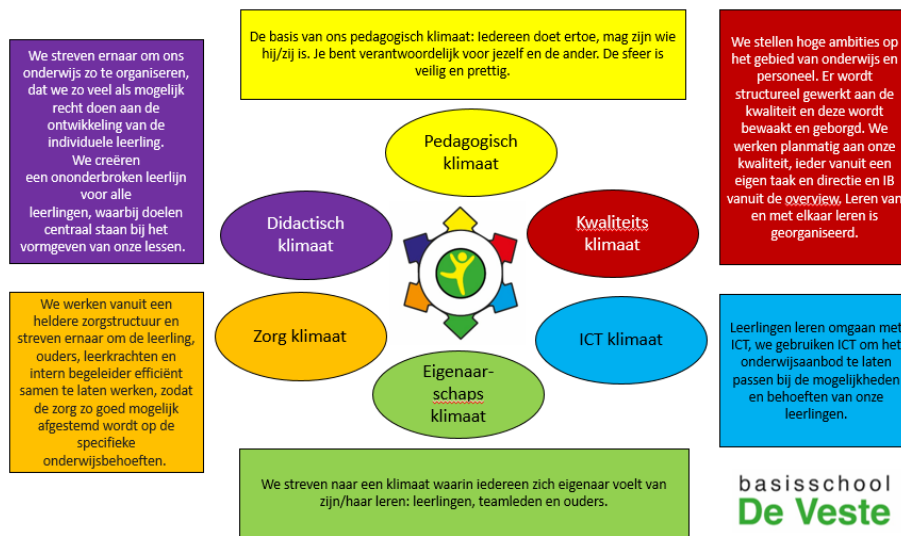 De basis van ons pedagogisch klimaat: Iedereen doet ertoe, mag zijn wie
hij/zij is. Je bent verantwoordelijk voor jezelf en de ander. De sfeer is
veilig en prettig.
We streven ernaar om ons
onderwijs zo te organiseren,
dat we zo veel als mogelijk
recht doen aan de
ontwikkeling van de
individuele leerling.
We creëren
een ononderbroken leerlijn
voor alle
leerlingen, waarbij doelen
centraal staan bij het
vormgeven van onze lessen.
We stellen hoge ambities op
het gebied van onderwijs en
personeel. Er wordt
structureel gewerkt aan de
kwaliteit en deze wordt
bewaakt en geborgd. We
werken planmatig aan onze
kwaliteit, ieder vanuit een
eigen taak en directie en IB
vanuit de overview. Leren van
en met elkaar leren is
georganiseerd.
Pedagogisch
klimaat
Didactisch
klimaat
Kwaliteits
klimaat
Zorg klimaat
ICT klimaat
Eigenaar-
schaps
klimaat
We werken vanuit een
heldere zorgstructuur en
streven ernaar om de leerling,
ouders, leerkrachten en
intern begeleider efficiënt
samen te laten werken, zodat
de zorg zo goed mogelijk
afgestemd wordt op de
specifieke
onderwijsbehoeften.
Leerlingen leren omgaan met
ICT, we gebruiken ICT om het
onderwijsaanbod te laten
passen bij de mogelijkheden
en behoeften van onze
leerlingen.
We streven naar een klimaat waarin iedereen zich eigenaar voelt van
zijn/haar leren: leerlingen, teamleden en ouders.
basisschool
De Veste